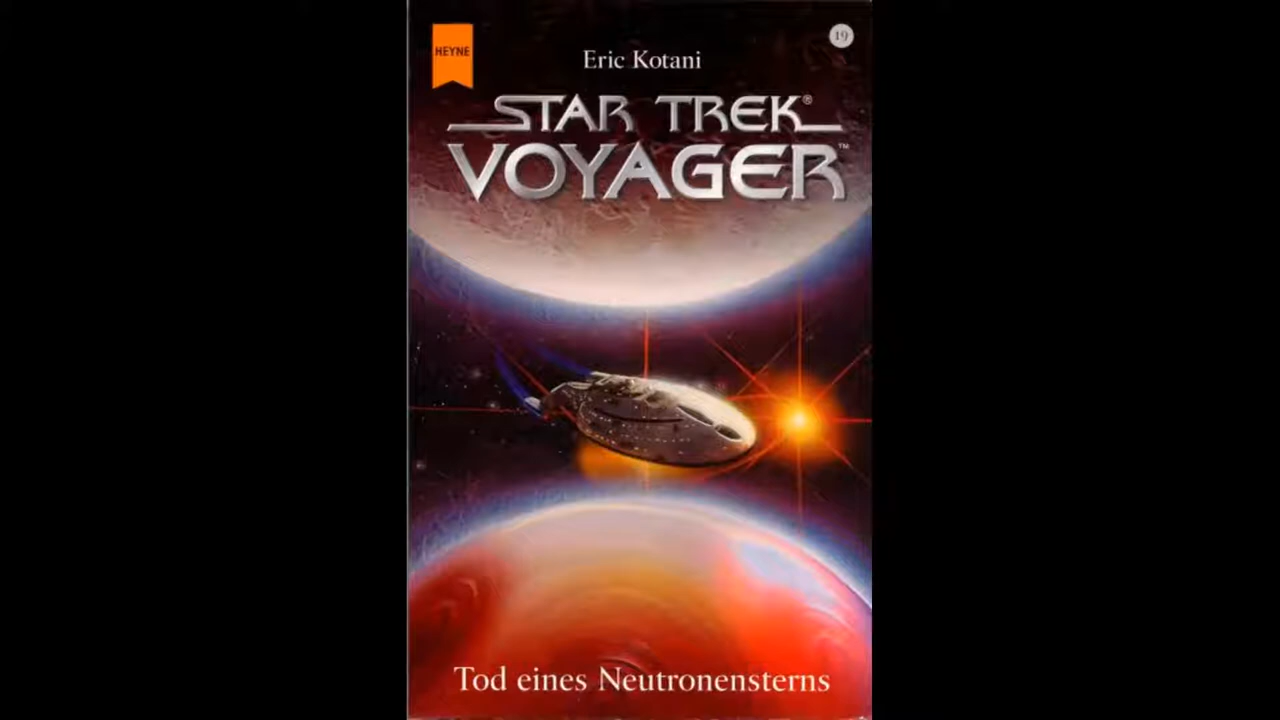 HEYNE
19
Eric Kotani
STAR TREK®
VOYAGER™
Tod eines Neutronensterns